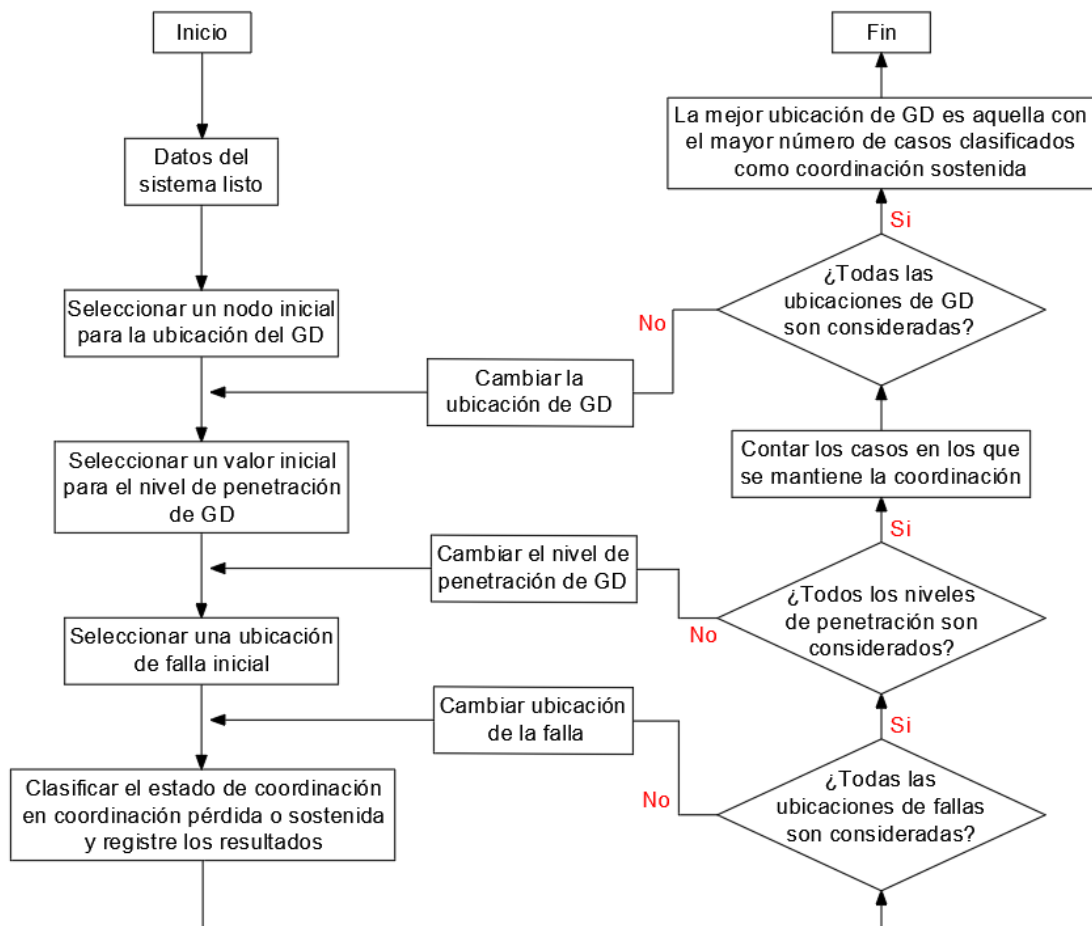 Inicio
Datos del
sistema listo
Seleccionar un nodo inicial
para la ubicación del GD
Seleccionar un valor inicial
para el nivel de penetración
de GD
Seleccionar una ubicación
de falla inicial
Clasificar el estado de coordinación
en coordinación pérdida o sostenida
y registre los resultados
Cambiar la
ubicación de GD
Cambiar el nivel de
penetración de GD
Cambiar ubicación
de la falla
No
No
No
Fin
La mejor ubicación de GD es aquella con
el mayor número de casos clasificados
como coordinación sostenida
Si
¿Todas las
ubicaciones de GD
son consideradas?
Contar los casos en los que
se mantiene la coordinación
Si
¿Todos los niveles
de penetración son
considerados?
Si
¿Todas las
ubicaciones de fallas
son consideradas?